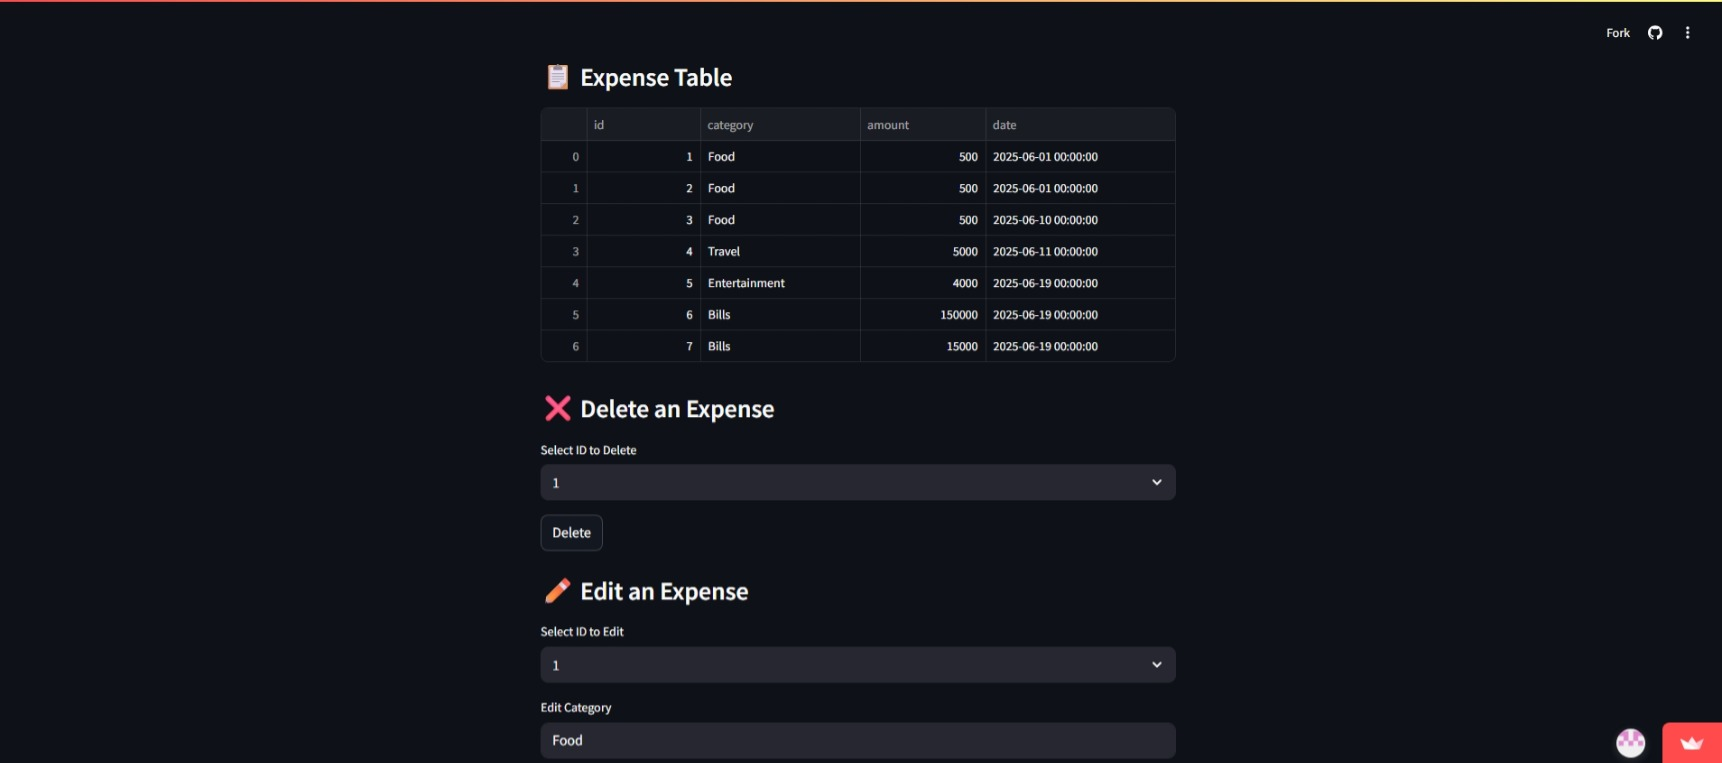 Fork
Expense Table
id category amount date
0 1 Food 500 2025-06-01 00:00:00
1 2 Food 500 2025-06-01 00:00:00
2 3 Food 500 2025-06-10 00:00:00
3 4 Travel 5000 2025-06-11 00:00:00
4 5 Entertainment 4000 2025-06-19 00:00:00
5 6 Bills 150000 2025-06-19 00:00:00
6 7 Bills 15000 2025-06-19 00:00:00
Delete an Expense
Select ID to Delete
1
Delete
Edit an Expense
Select ID to Edit
1
Edit Category
Food